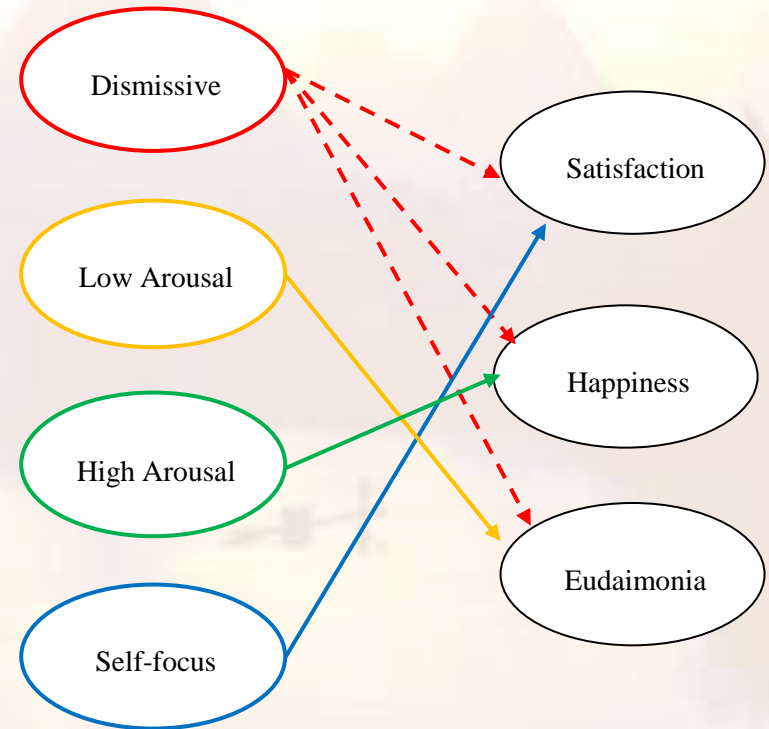 Dismissive
Low Arousal
High Arousal
Self-focus
Satisfaction
Happiness
Eudaimonia